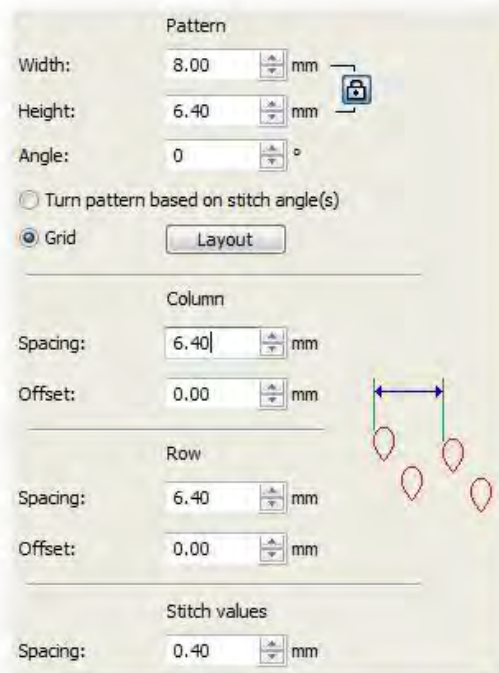 Pattern
Width: 8.00 mm
Height: 6.40 mm
Angle: 0 °
Turn pattern based on stitch angle(s)
Grid Layout
Column
Spacing: 6.40 mm
Offset: 0.00 mm
Row
Spacing: 6.40 mm
Offset: 0.00 mm
Stitch values
Spacing: 0.40 mm